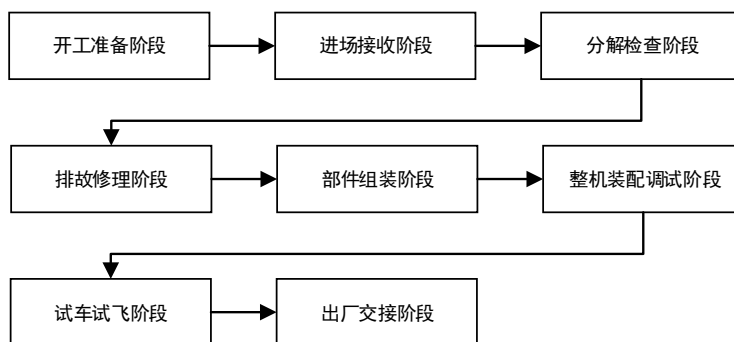 开工准备阶段
进场接收阶段
分解检查阶段
排故修理阶段
部件组装阶段
整机装配调试阶段
试车试飞阶段
出厂交接阶段